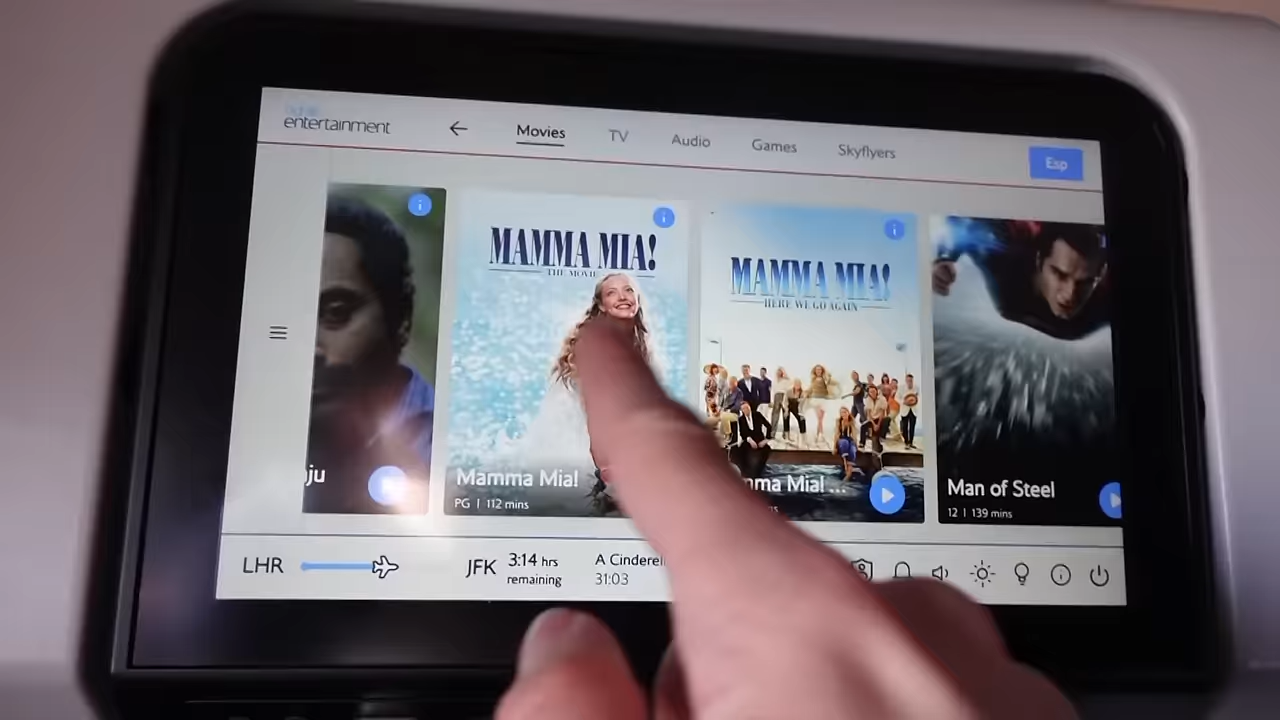 entertainment
Movies
TV
Audio
Games
Skyflyers
Esp
ju
MAMMA MIA!
THE MOVIE
Mamma Mia!
PG | 112 mins
MAMMA MIA!
HERE WE GO AGAIN
mma Mia! ...
ns
Man of Steel
12 | 139 mins
LHR
JFK
3:14 hrs
remaining
A Cinderel
31:03